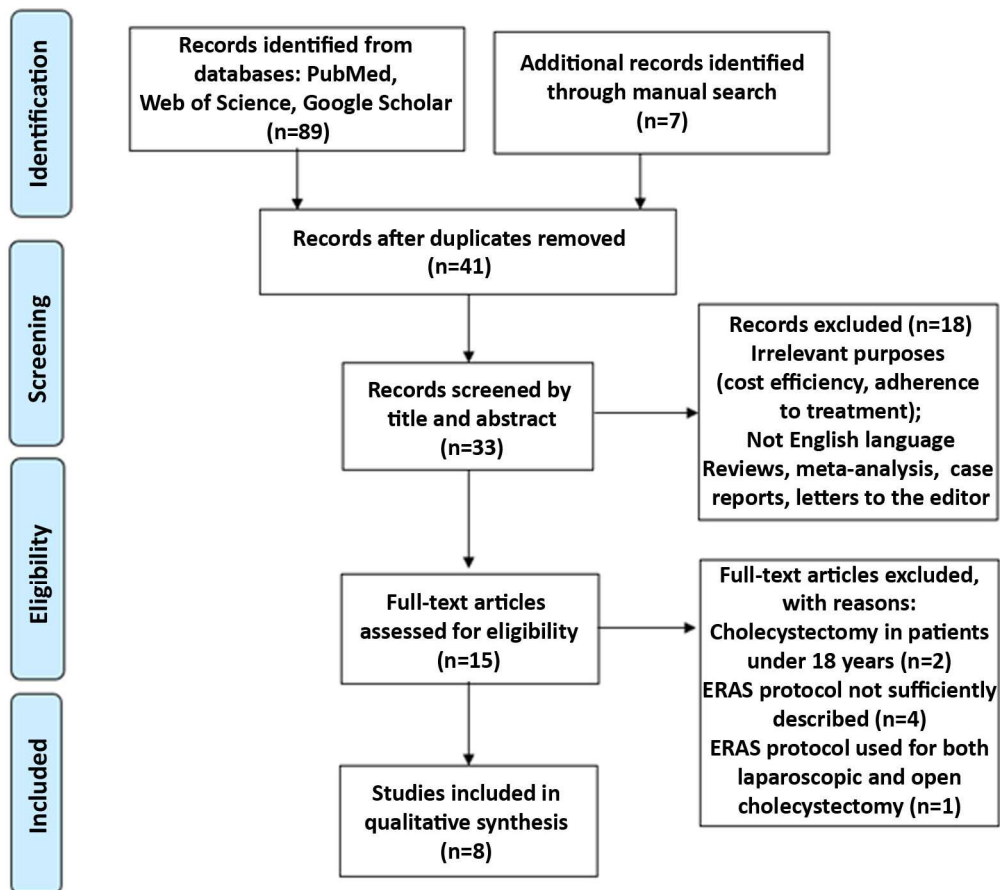 Identification
Records identified from
databases: PubMed,
Web of Science, Google Scholar
(n=89)
Additional records identified
through manual search
(n=7)
Records after duplicates removed
(n=41)
Screening
Records screened by
title and abstract
(n=33)
Records excluded (n=18)
Irrelevant purposes
(cost efficiency, adherence
to treatment);
Not English language
Reviews, meta-analysis, case
reports, letters to the editor
Eligibility
Full-text articles
assessed for eligibility
(n=15)
Full-text articles excluded,
with reasons:
Cholecystectomy in patients
under 18 years (n=2)
ERAS protocol not sufficiently
described (n=4)
ERAS protocol used for both
laparoscopic and open
cholecystectomy (n=1)
Included
Studies included in
qualitative synthesis
(n=8)